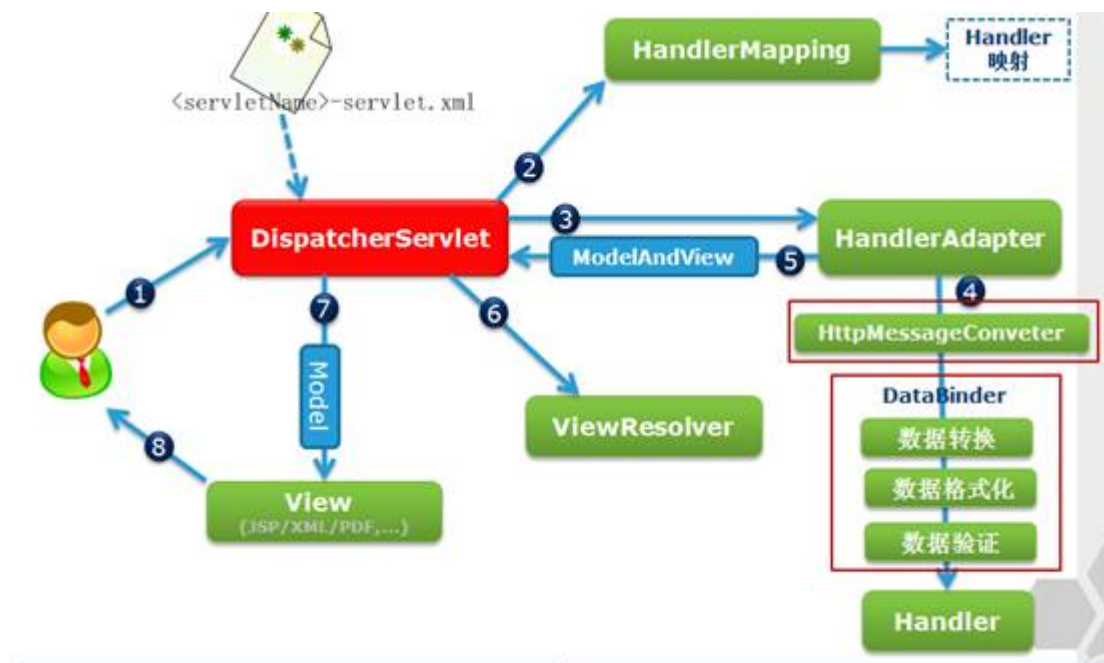 <servletName>-servlet.xml
HandlerMapping
Handler
映射
2
DispatcherServlet
3
ModelAndView
5
HandlerAdapter
1
7
6
4
HttpMessageConveter
Model
DataBinder
ViewResolver
数据转换
8
数据格式化
View
(JSP/XML/PDF,...)
数据验证
Handler